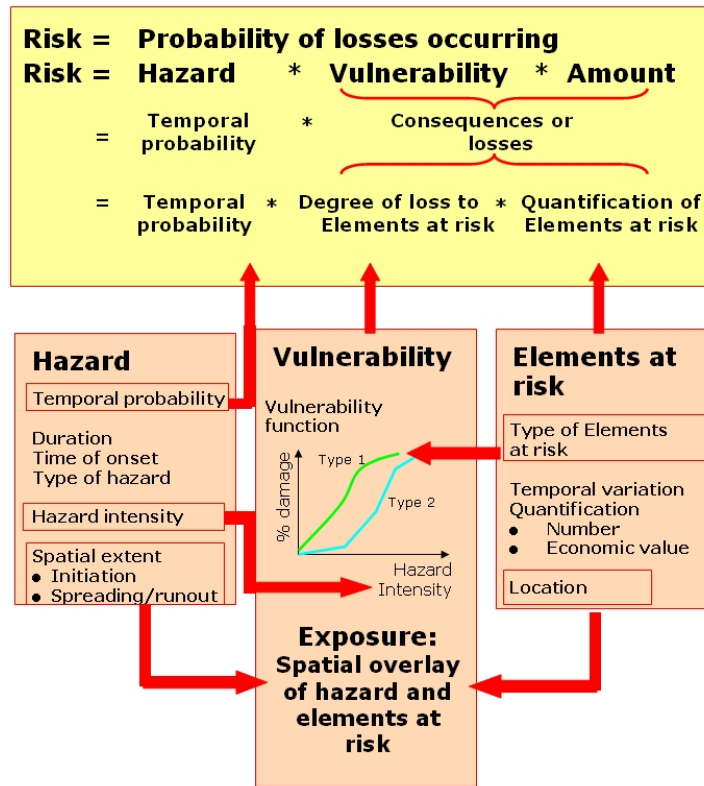 Risk = Probability of losses occurring
Risk = Hazard * Vulnerability * Amount
= Temporal probability * Consequences or losses
= Temporal probability * Degree of loss to Elements at risk * Quantification of Elements at risk
Hazard
Temporal probability
Duration
Time of onset
Type of hazard
Hazard intensity
Spatial extent
● Initiation
● Spreading/runout
Vulnerability
Vulnerability
function
% damage
Type 1
Type 2
Hazard
Intensity
Exposure:
Spatial overlay
of hazard and
elements at
risk
Elements at
risk
Type of Elements
at risk
Temporal variation
Quantification
● Number
● Economic value
Location